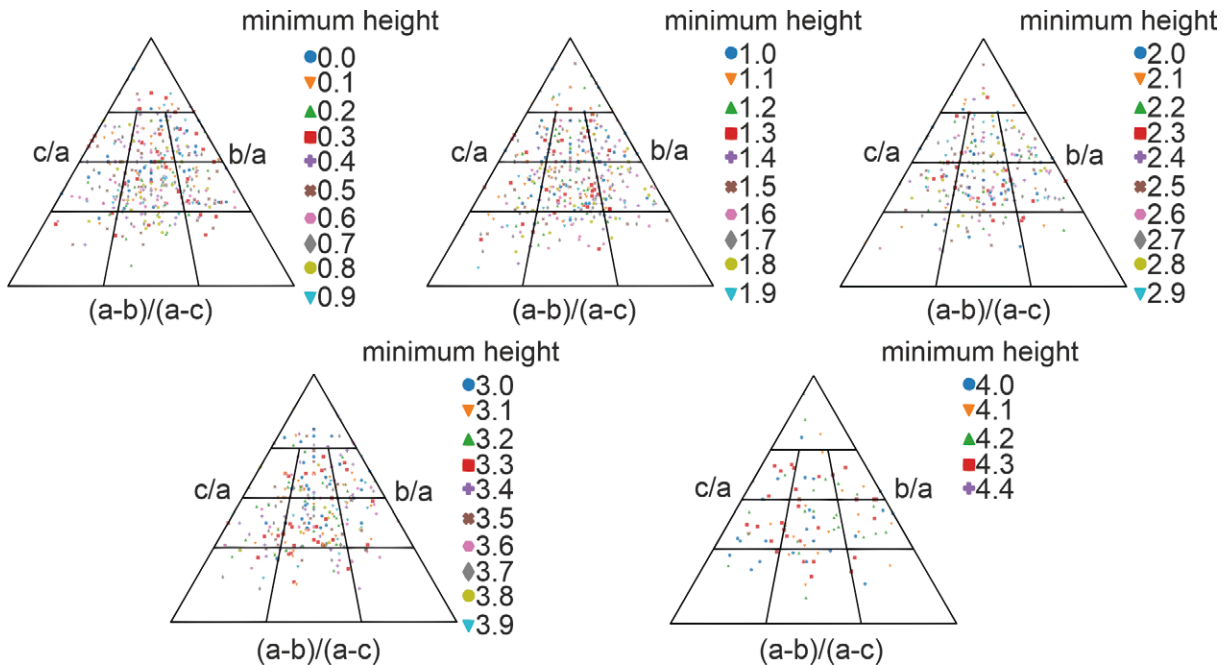 minimum height
0.0
0.1
0.2
0.3
0.4
0.5
0.6
0.7
0.8
0.9
c/a
b/a
(a-b)/(a-c)
minimum height
1.0
1.1
1.2
1.3
1.4
1.5
1.6
1.7
1.8
1.9
c/a
b/a
(a-b)/(a-c)
minimum height
2.0
2.1
2.2
2.3
2.4
2.5
2.6
2.7
2.8
2.9
c/a
b/a
(a-b)/(a-c)
minimum height
3.0
3.1
3.2
3.3
3.4
3.5
3.6
3.7
3.8
3.9
c/a
b/a
(a-b)/(a-c)
minimum height
4.0
4.1
4.2
4.3
4.4
c/a
b/a
(a-b)/(a-c)